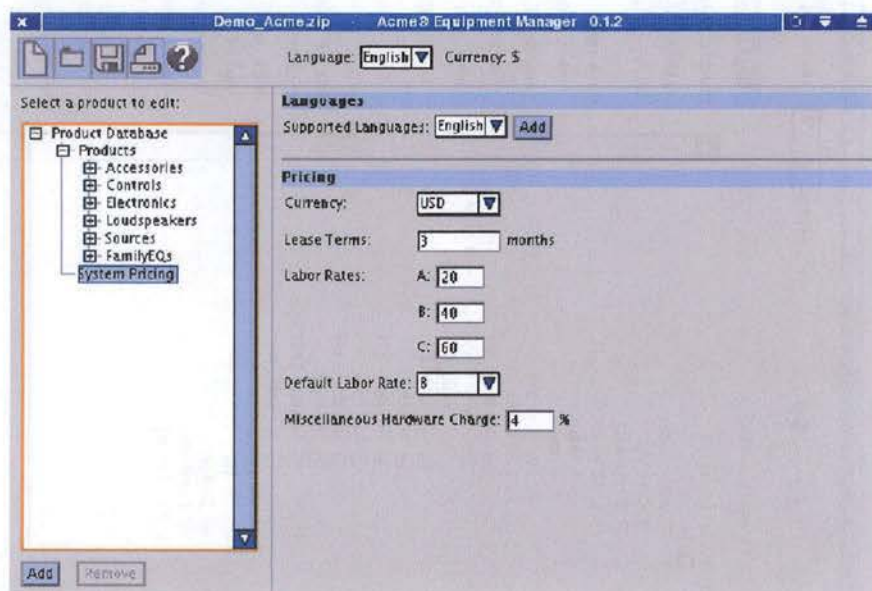 Demo_Acme.zip - Acme® Equipment Manager 0.1.2
Language: English Currency: $
Select a product to edit:
Product Database
Products
Accessories
Controls
Electronics
Loudspeakers
Sources
FamilyEQs
System Pricing
Add Remove
Languages
Supported Languages: English Add
Pricing
Currency: USD
Lease Terms: 3 months
Labor Rates: A: 20
B: 40
C: 60
Default Labor Rate: B
Miscellaneous Hardware Charge: 4 %